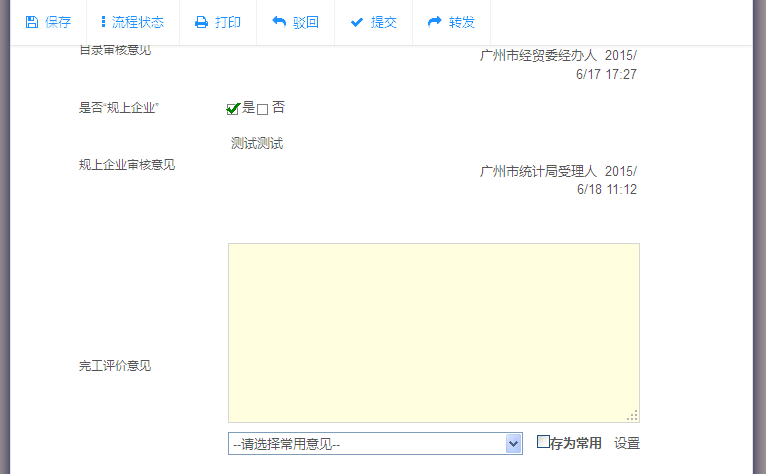 保存 流程状态 打印 驳回 提交 转发
目录审核意见
广州市经贸委经办人 2015/
6/17 17:27
是否“规上企业” 是 否
测试测试
规上企业审核意见
广州市统计局受理人 2015/
6/18 11:12
完工评价意见
--请选择常用意见-- 存为常用 设置